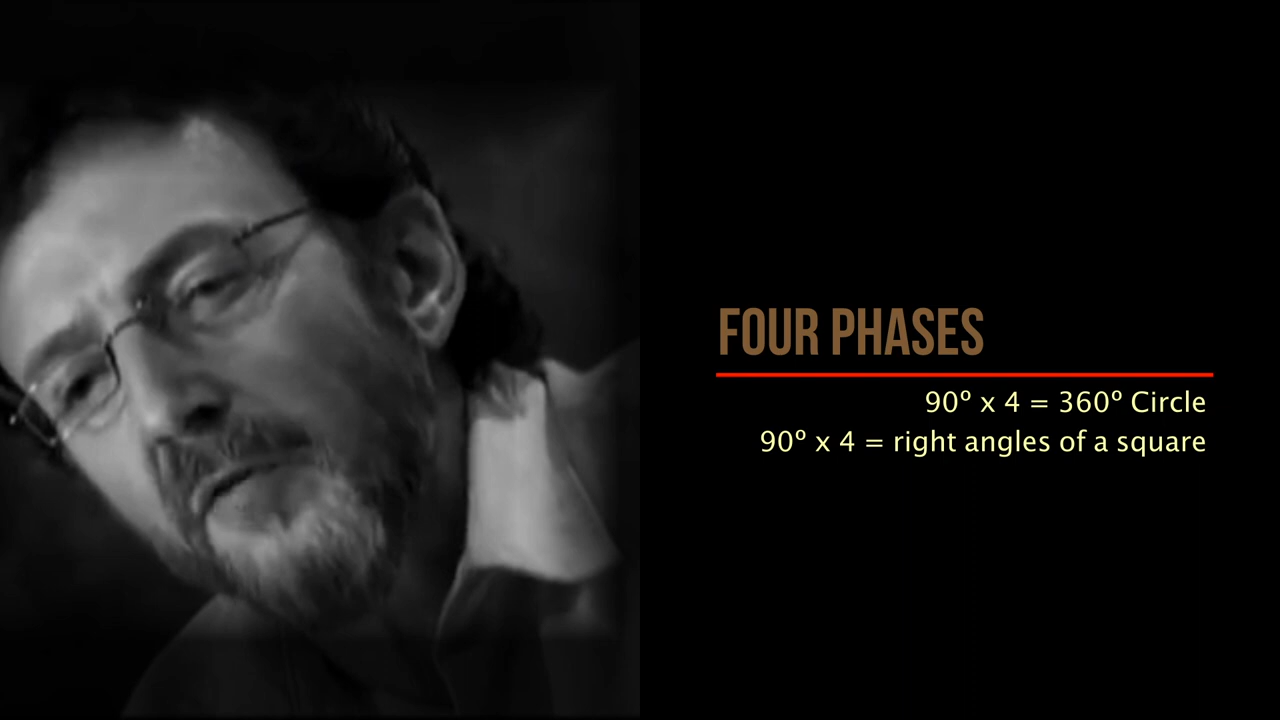 FOUR PHASES
90º x 4 = 360º Circle
90º x 4 = right angles of a square